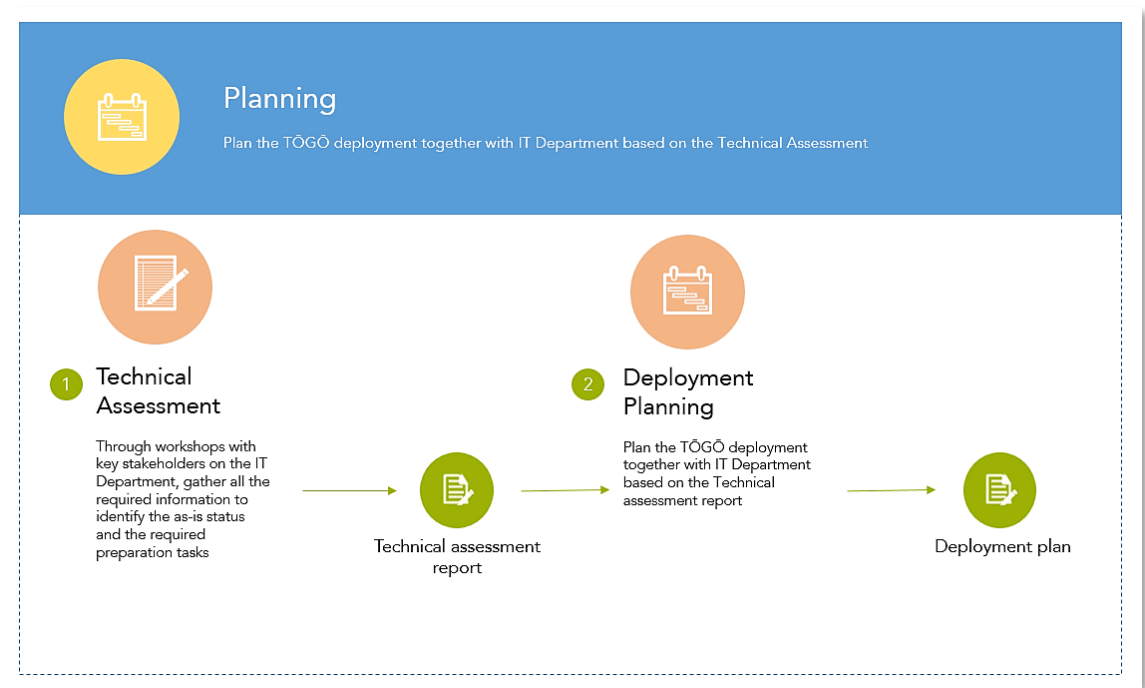 Planning
Plan the TŌGŌ deployment together with IT Department based on the Technical Assessment
1
Technical
Assessment
Through workshops with
key stakeholders on the IT
Department, gather all the
required information to
identify the as-is status
and the required
preparation tasks
Technical assessment
report
2
Deployment
Planning
Plan the TŌGŌ deployment
together with IT Department
based on the Technical
assessment report
Deployment plan